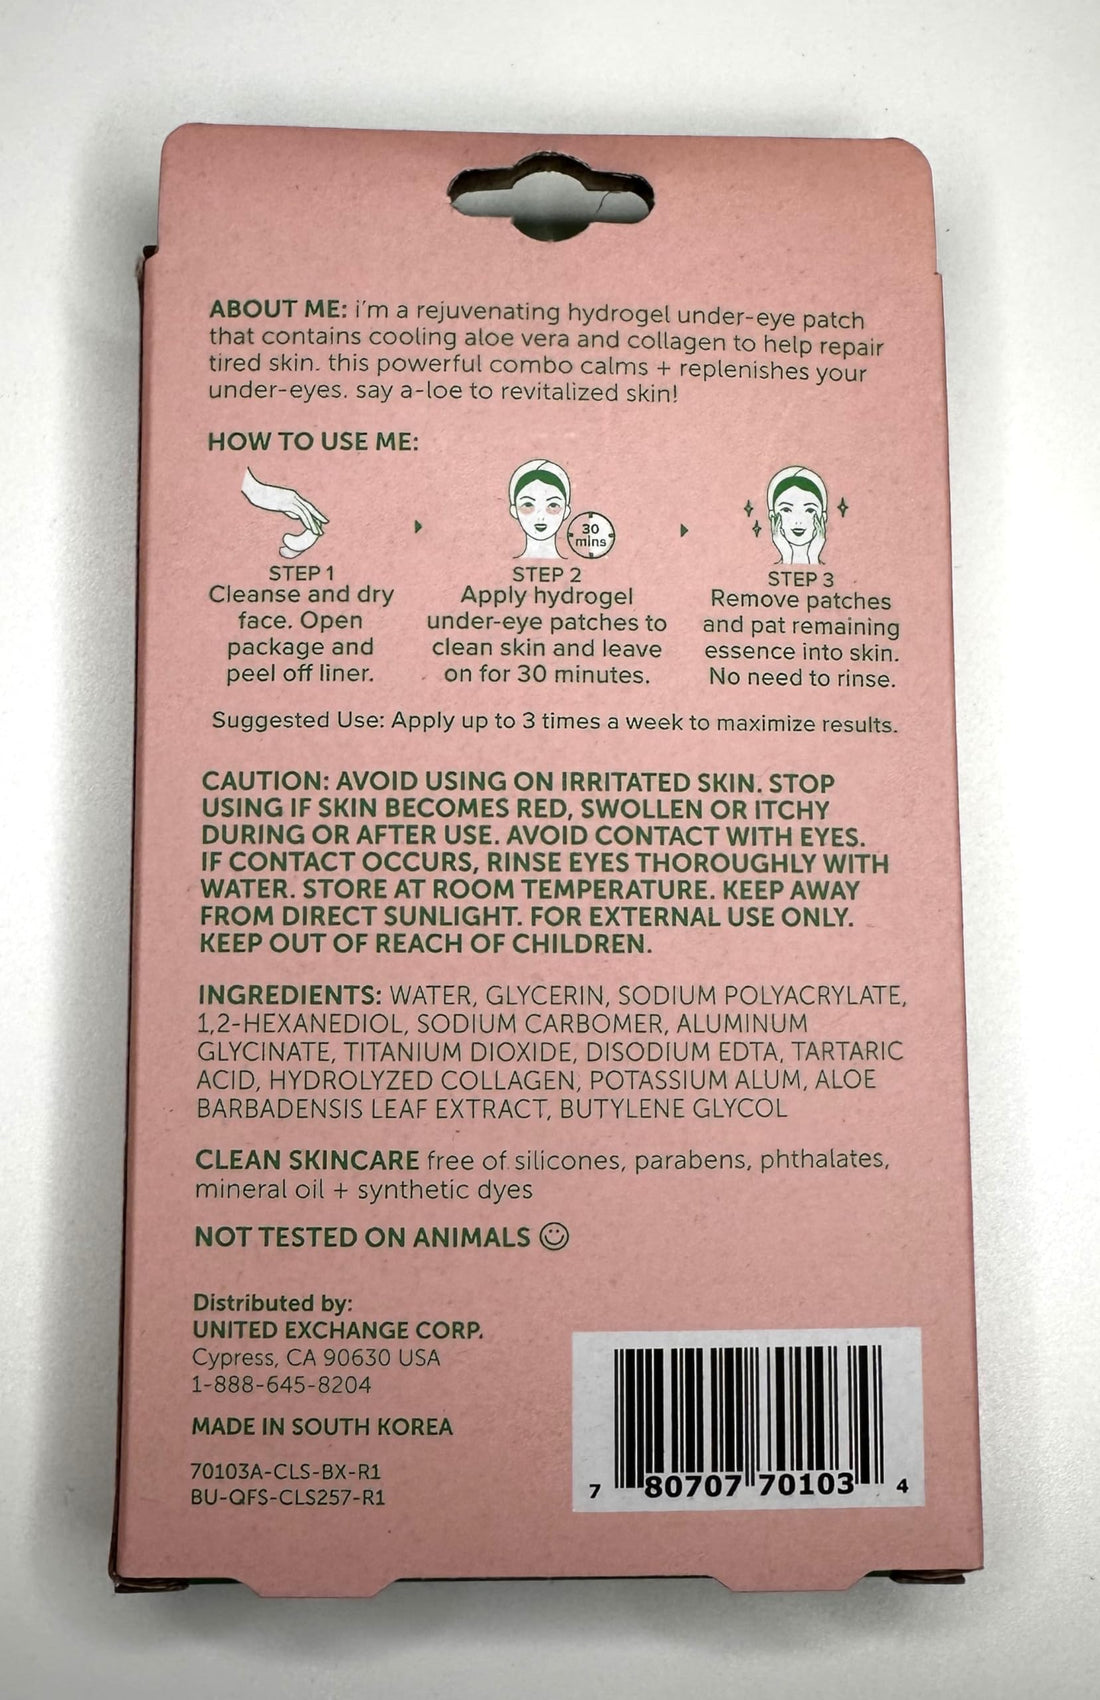 ABOUT ME: i'm a rejuvenating hydrogel under-eye patch
that contains cooling aloe vera and collagen to help repair
tired skin. this powerful combo calms + replenishes your
under-eyes. say a-loe to revitalized skin!
HOW TO USE ME:
30
mins
STEP 1
Cleanse and dry
face. Open
package and
peel off liner.
STEP 2
Apply hydrogel
under-eye patches to
clean skin and leave
on for 30 minutes.
STEP 3
Remove patches
and pat remaining
essence into skin.
No need to rinse.
Suggested Use: Apply up to 3 times a week to maximize results.
CAUTION: AVOID USING ON IRRITATED SKIN. STOP
USING IF SKIN BECOMES RED, SWOLLEN OR ITCHY
DURING OR AFTER USE. AVOID CONTACT WITH EYES.
IF CONTACT OCCURS, RINSE EYES THOROUGHLY WITH
WATER. STORE AT ROOM TEMPERATURE. KEEP AWAY
FROM DIRECT SUNLIGHT. FOR EXTERNAL USE ONLY.
KEEP OUT OF REACH OF CHILDREN.
INGREDIENTS: WATER, GLYCERIN, SODIUM POLYACRYLATE,
1,2-HEXANEDIOL, SODIUM CARBOMER, ALUMINUM
GLYCINATE, TITANIUM DIOXIDE, DISODIUM EDTA, TARTARIC
ACID, HYDROLYZED COLLAGEN, POTASSIUM ALUM, ALOE
BARBADENSIS LEAF EXTRACT, BUTYLENE GLYCOL
CLEAN SKINCARE free of silicones, parabens, phthalates,
mineral oil + synthetic dyes
NOT TESTED ON ANIMALS
Distributed by:
UNITED EXCHANGE CORP.
Cypress, CA 90630 USA
1-888-645-8204
MADE IN SOUTH KOREA
70103A-CLS-BX-R1
BU-QFS-CLS257-R1
7 80707 70103 4